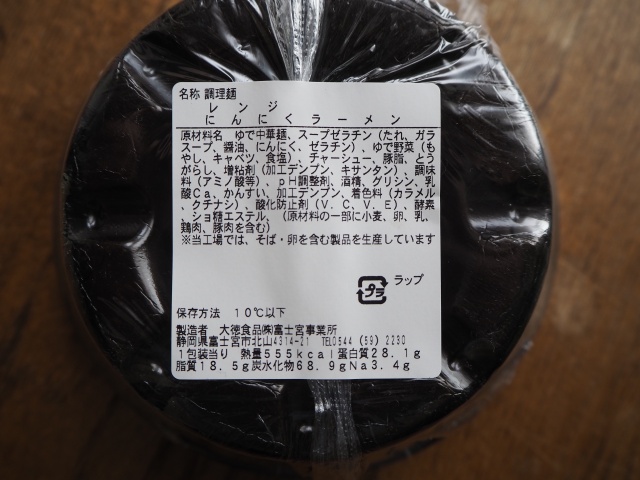 名称 調理麺
レンジ
にんにくラーメン
原材料名 ゆで中華麺、スープゼラチン（たれ、ガラ
スープ、醤油、にんにく、ゼラチン）、ゆで野菜（も
やし、キャベツ、食塩）、チャーシュー、豚脂、とう
がらし、増粘剤（加工デンプン、キサンタン）、調味
料（アミノ酸等）、pH調整剤、酒精、グリシン、乳
酸Ca、かんすい、加工デンプン、着色料（カラメル
、クチナシ）、酸化防止剤（V．C、V．E）、酵素、
ショ糖エステル、（原材料の一部に小麦、卵、乳、
鶏肉、豚肉を含む）
※当工場では、そば・卵を含む製品を生産しています
プラ ラップ
保存方法 10℃以下
製造者 大徳食品㈱富士宮事業所
静岡県富士宮市北山4314-21 TEL0544（59）2230
1包装当り 熱量555kcal蛋白質28．1g
脂質18．5g炭水化物68．9gNa3．4g